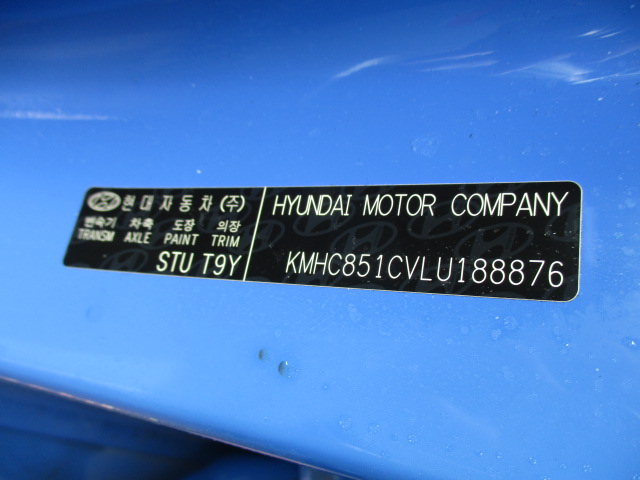 현대자동차(주)
변속기 차축 도장 의장
TRANSM AXLE PAINT TRIM
STU T9Y
HYUNDAI MOTOR COMPANY
KMHC851CVLU188876